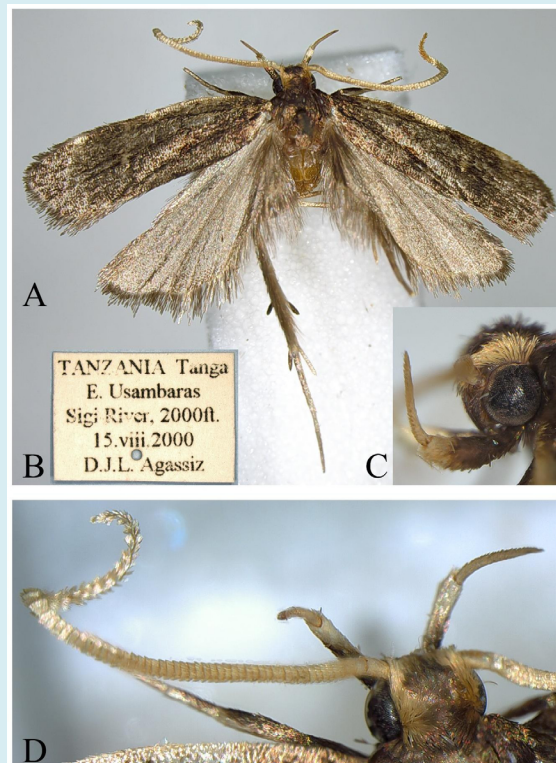 A
TANZANIA Tanga
E. Usambaras
Sigi River, 2000ft.
15.viii.2000
D.J.L. Agassiz
B
C
D